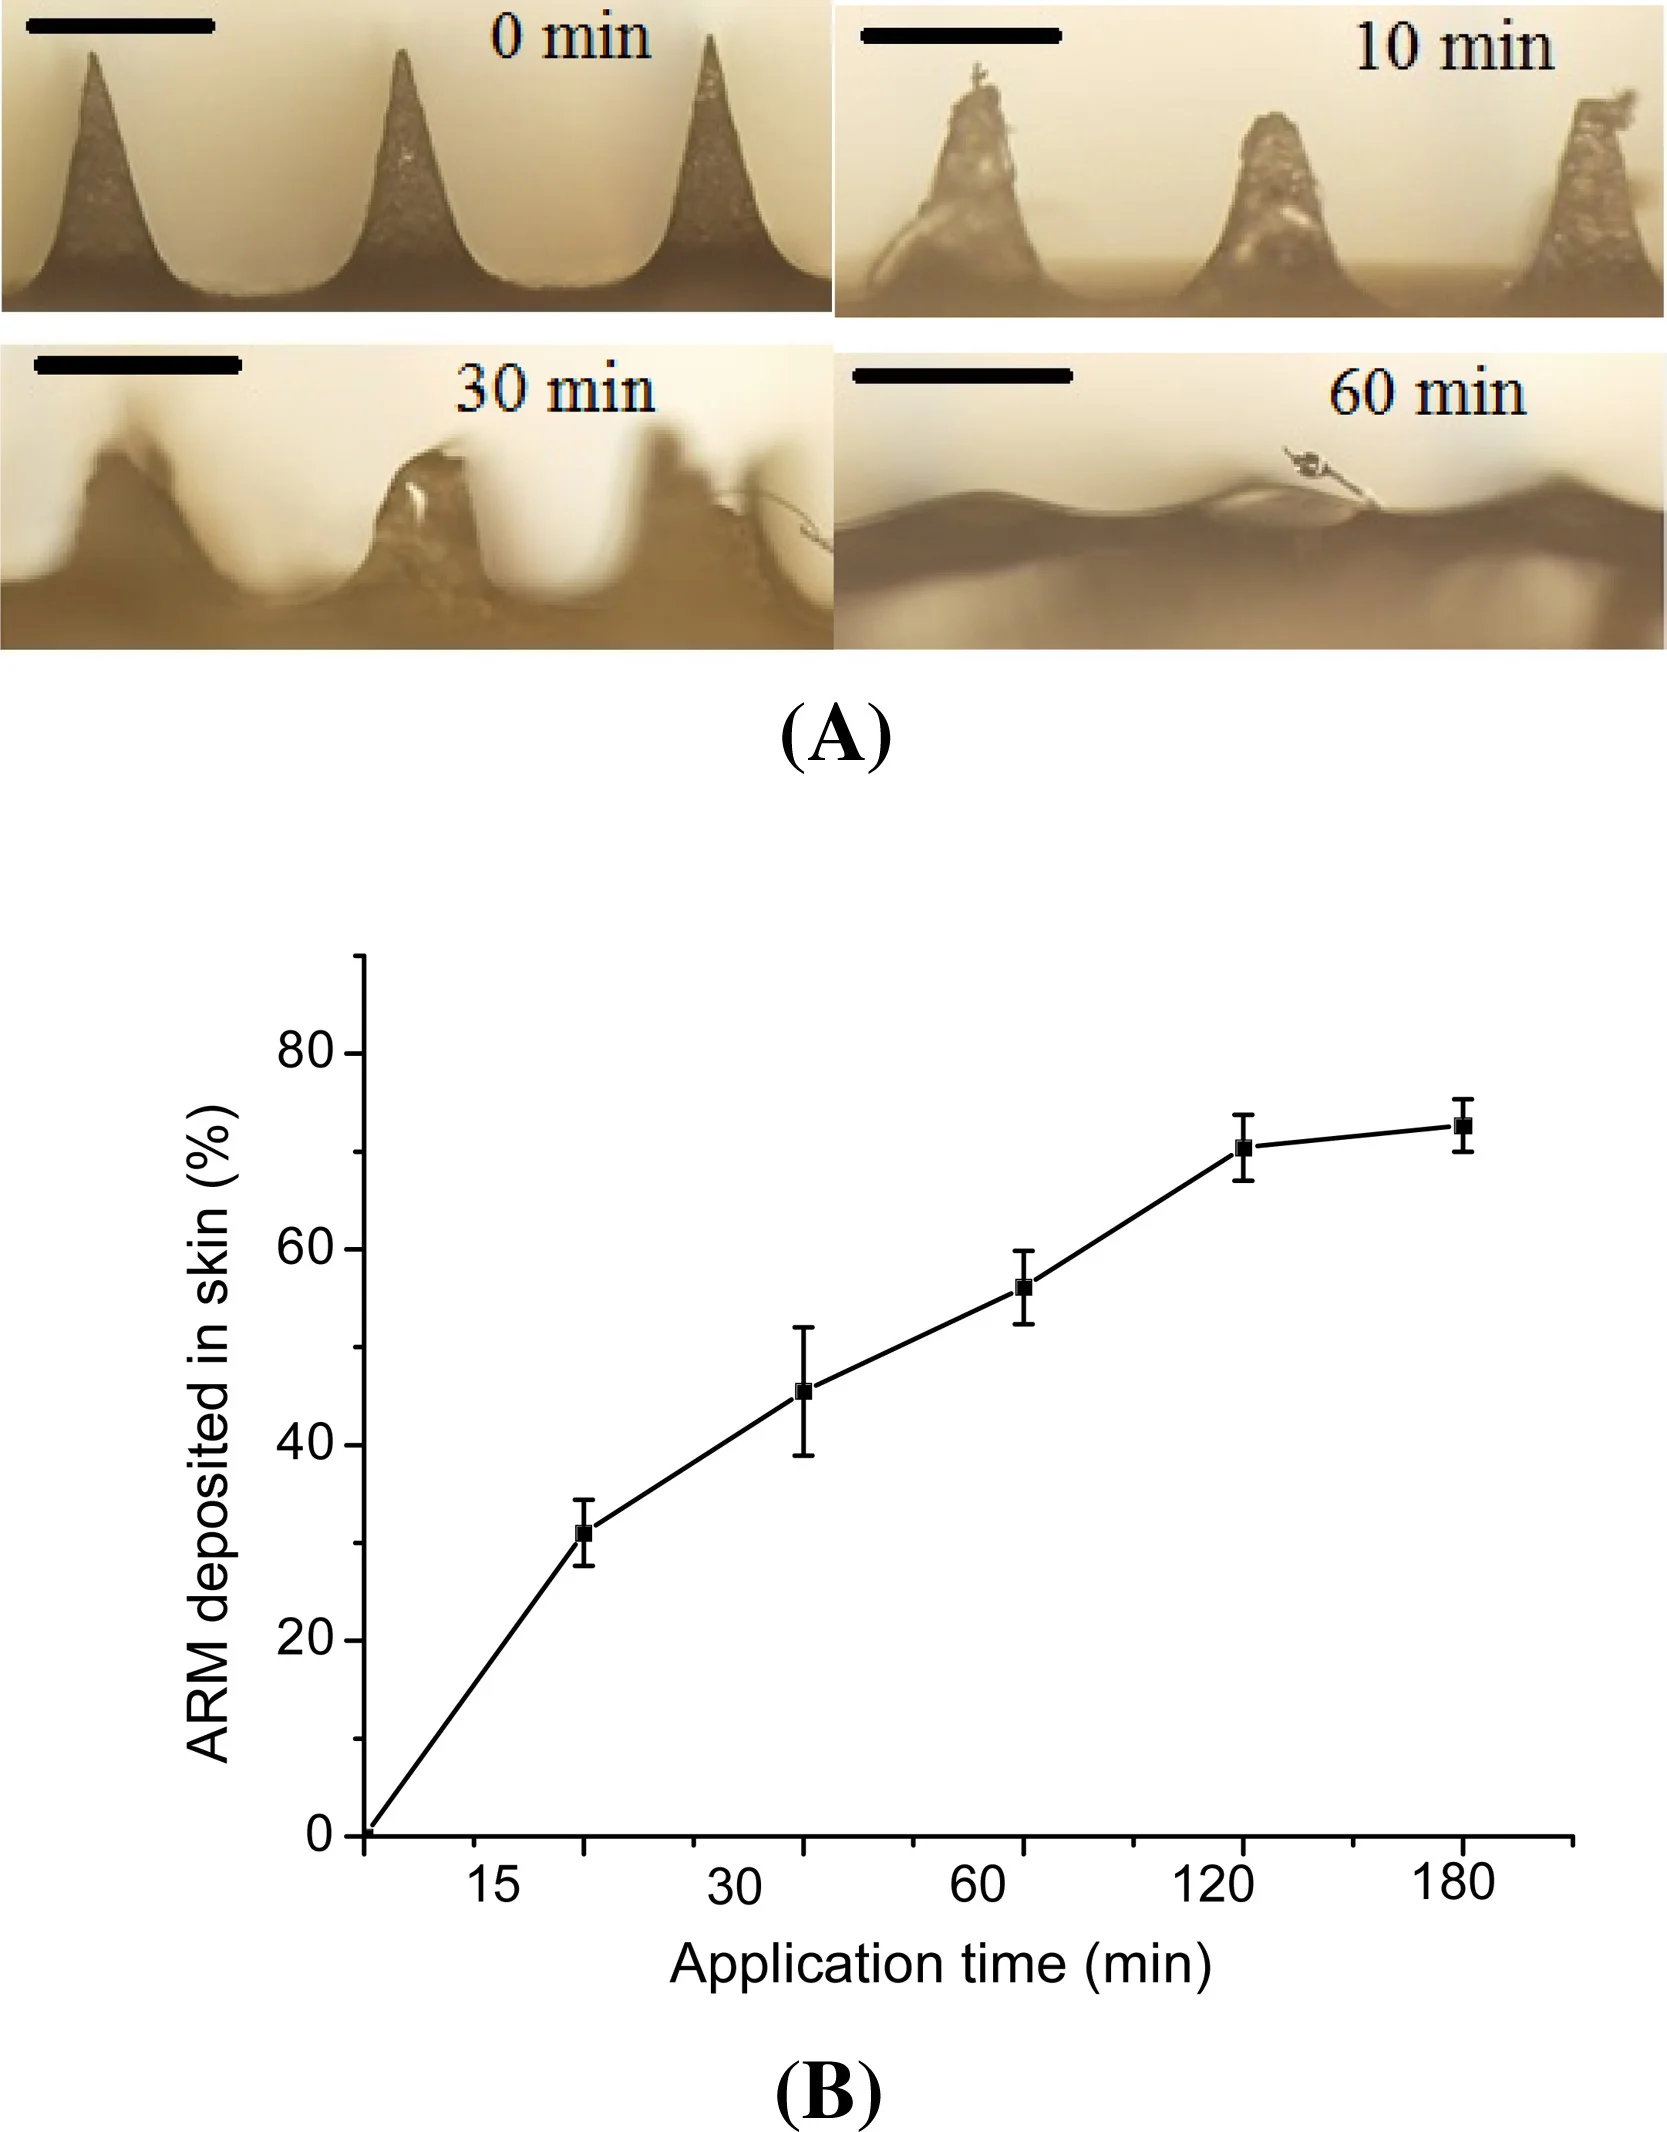 0 min
10 min
30 min
60 min
(A)
80
60
40
20
0
ARM deposited in skin (%)
15 30 60 120 180
Application time (min)
(B)